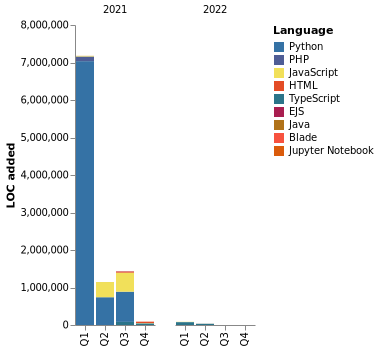 2021 2022
8,000,000
7,000,000
6,000,000
5,000,000
4,000,000
3,000,000
2,000,000
1,000,000
0
LOC added
Q1 Q2 Q3 Q4 Q1 Q2 Q3 Q4
Language
Python
PHP
JavaScript
HTML
TypeScript
EJS
Java
Blade
Jupyter Notebook